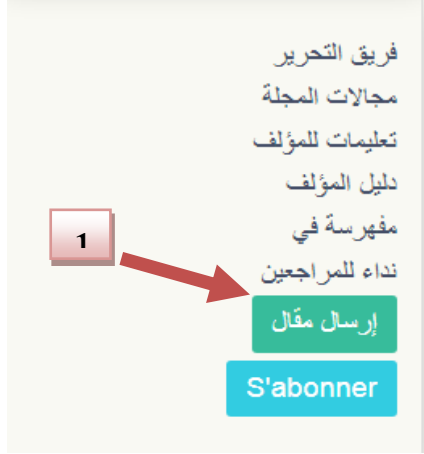 فريق التحرير
مجالات المجلة
تعليمات للمؤلف
دليل المؤلف
مفهرسة في
1
نداء للمراجعين
إرسال مقال
S'abonner